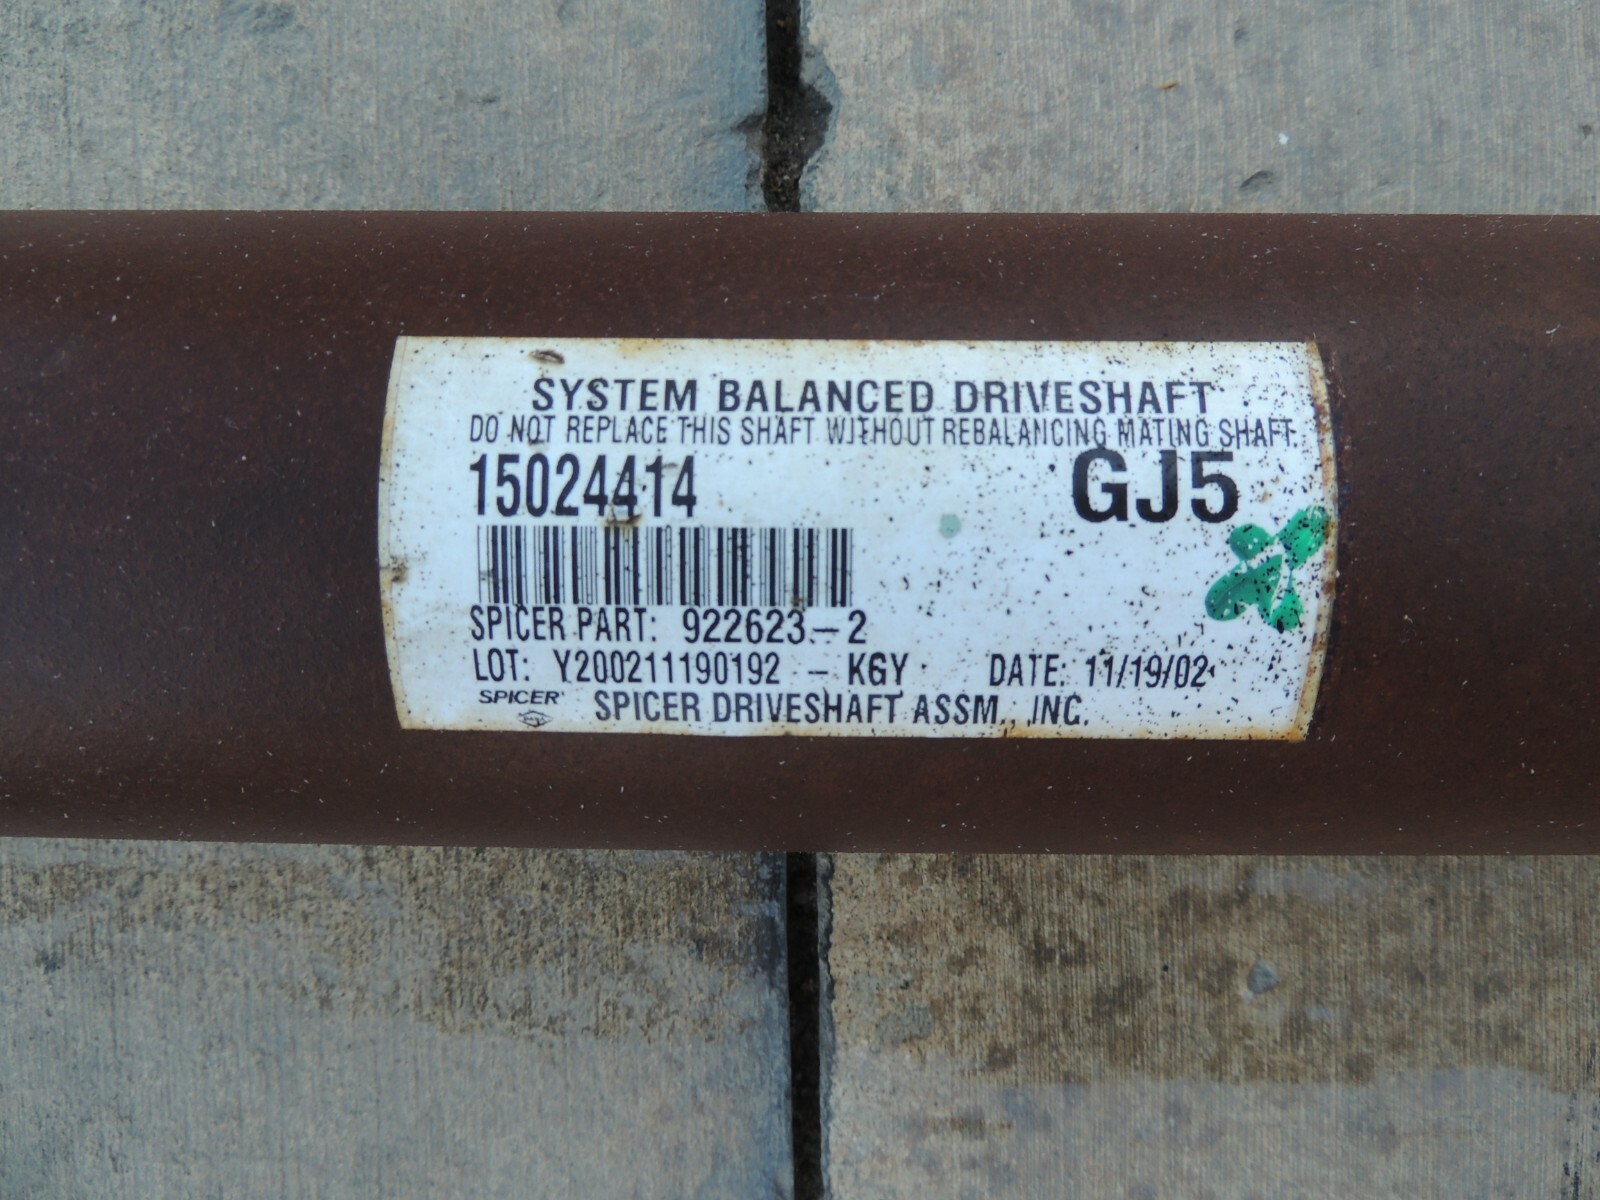 SYSTEM BALANCED DRIVESHAFT
DO NOT REPLACE THIS SHAFT WITHOUT REBALANCING MATING SHAFT.
15024414 GJ5
SPICER PART: 922623-2
LOT: Y200211190192 - K6Y DATE: 11/19/02
SPICER SPICER DRIVESHAFT ASSM., INC.